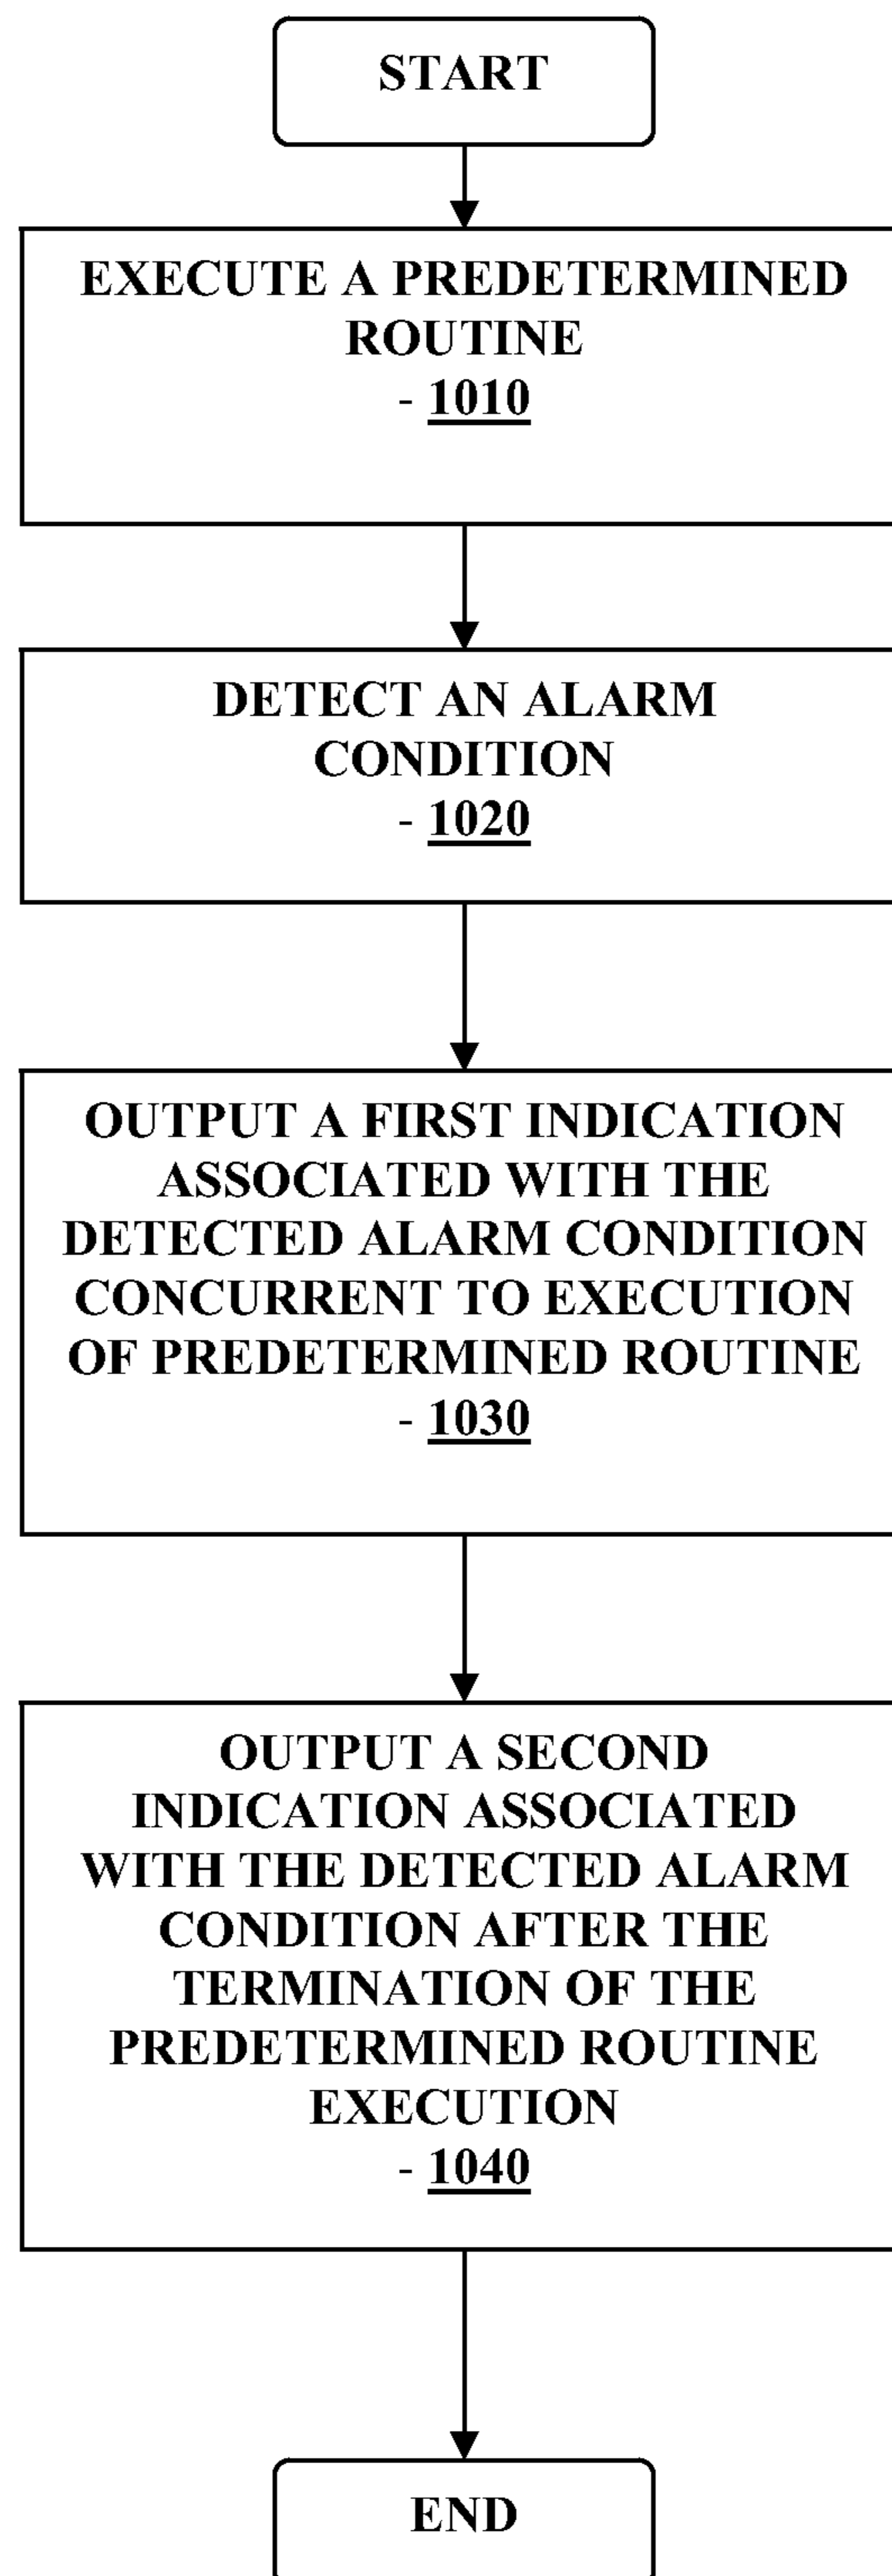 START
EXECUTE A PREDETERMINED
ROUTINE
- 1010
DETECT AN ALARM
CONDITION
- 1020
OUTPUT A FIRST INDICATION
ASSOCIATED WITH THE
DETECTED ALARM CONDITION
CONCURRENT TO EXECUTION
OF PREDETERMINED ROUTINE
- 1030
OUTPUT A SECOND
INDICATION ASSOCIATED
WITH THE DETECTED ALARM
CONDITION AFTER THE
TERMINATION OF THE
PREDETERMINED ROUTINE
EXECUTION
- 1040
END